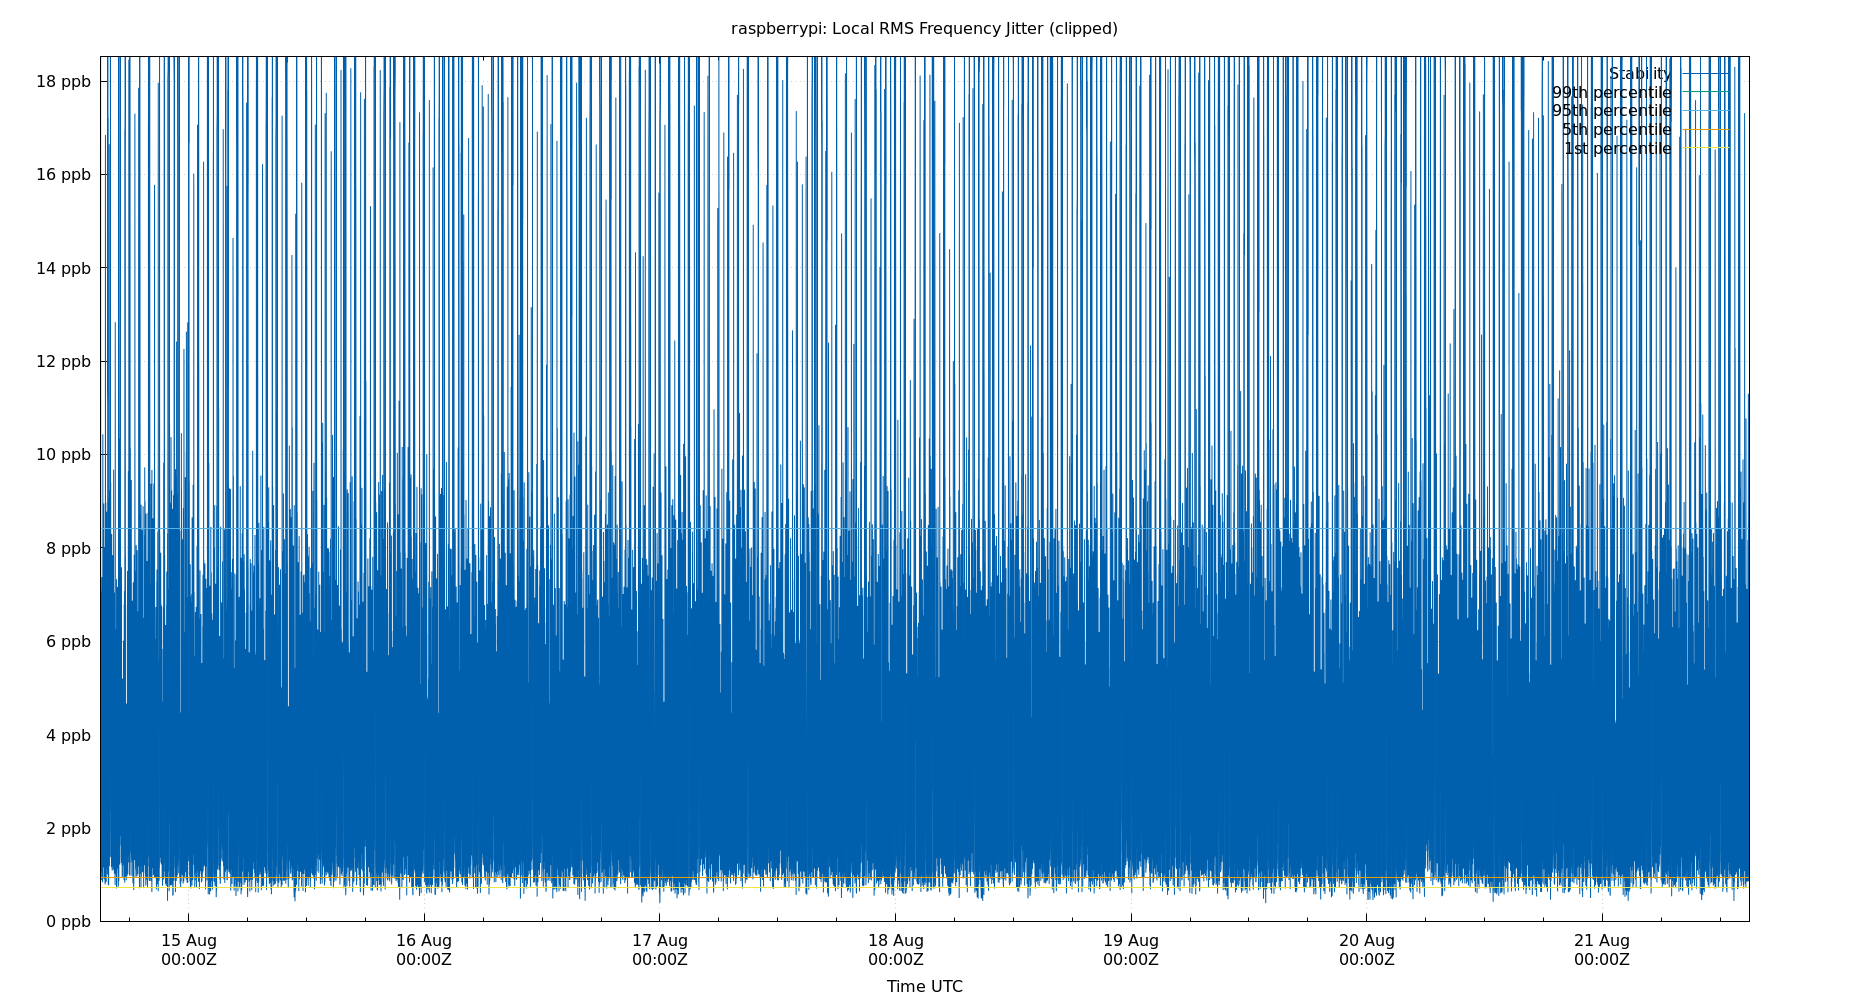 raspberrypi: Local RMS Frequency Jitter (clipped)
18 ppb
16 ppb
14 ppb
12 ppb
10 ppb
8 ppb
6 ppb
4 ppb
2 ppb
0 ppb
Stability
99th percentile
95th percentile
5th percentile
1st percentile
15 Aug
00:00Z
16 Aug
00:00Z
17 Aug
00:00Z
18 Aug
00:00Z
19 Aug
00:00Z
20 Aug
00:00Z
21 Aug
00:00Z
Time UTC